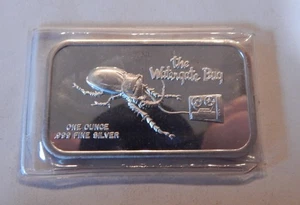 The
Watergate Bug
ONE OUNCE
.999 FINE SILVER